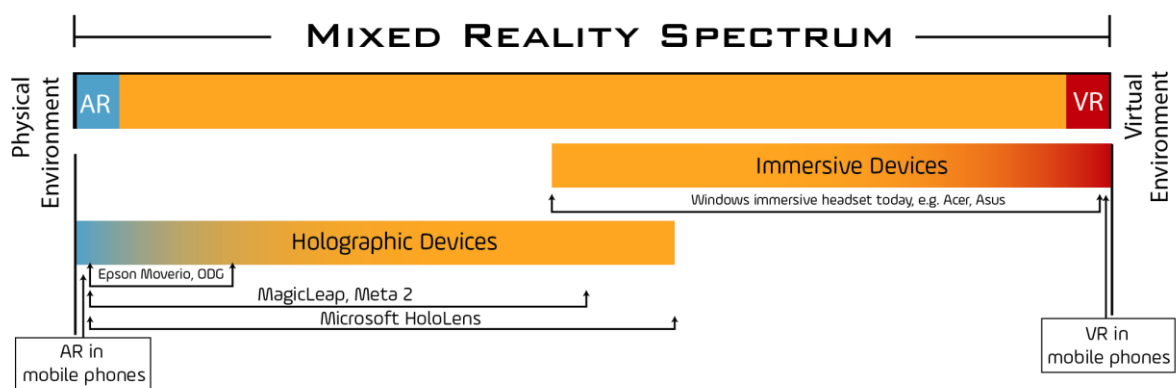 MIXED REALITY SPECTRUM
Physical
Environment
AR
VR
Virtual
Environment
Immersive Devices
Windows immersive headset today, e.g. Acer, Asus
Holographic Devices
Epson Moverio, ODG
MagicLeap, Meta 2
Microsoft HoloLens
AR in
mobile phones
VR in
mobile phones